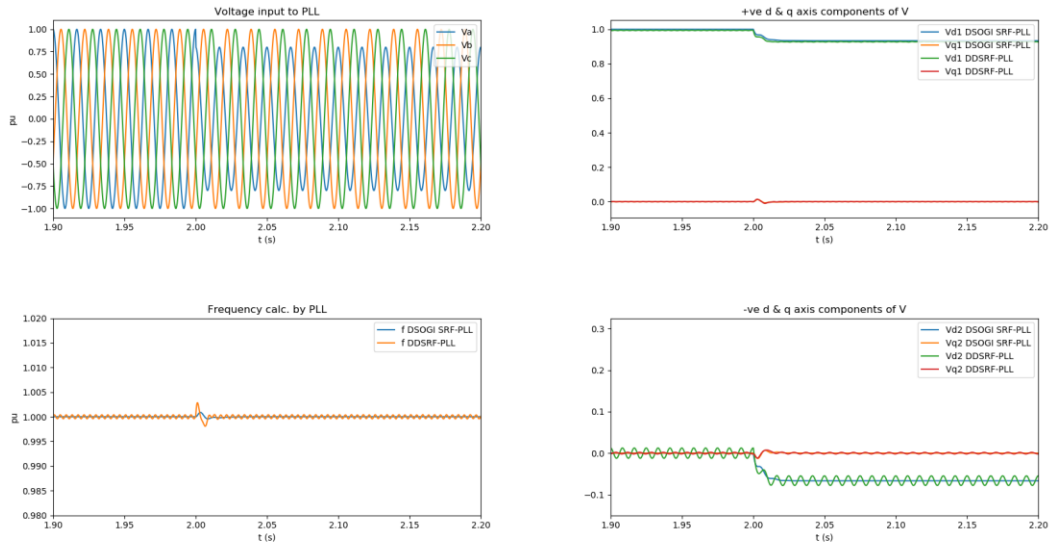 Voltage input to PLL
1.00
0.75
0.50
0.25
0.00
−0.25
−0.50
−0.75
−1.00
pu
Va
Vb
Vc
1.90
1.95
2.00
2.05
2.10
2.15
2.20
t (s)
+ve d & q axis components of V
1.0
0.8
0.6
0.4
0.2
0.0
Vd1 DSOGI SRF-PLL
Vq1 DSOGI SRF-PLL
Vd1 DDSRF-PLL
Vq1 DDSRF-PLL
1.90
1.95
2.00
2.05
2.10
2.15
2.20
t (s)
Frequency calc. by PLL
1.020
1.015
1.010
1.005
1.000
0.995
0.990
0.985
0.980
pu
f DSOGI SRF-PLL
f DDSRF-PLL
1.90
1.95
2.00
2.05
2.10
2.15
2.20
t (s)
-ve d & q axis components of V
0.3
0.2
0.1
0.0
−0.1
Vd2 DSOGI SRF-PLL
Vq2 DSOGI SRF-PLL
Vd2 DDSRF-PLL
Vq2 DDSRF-PLL
1.90
1.95
2.00
2.05
2.10
2.15
2.20
t (s)